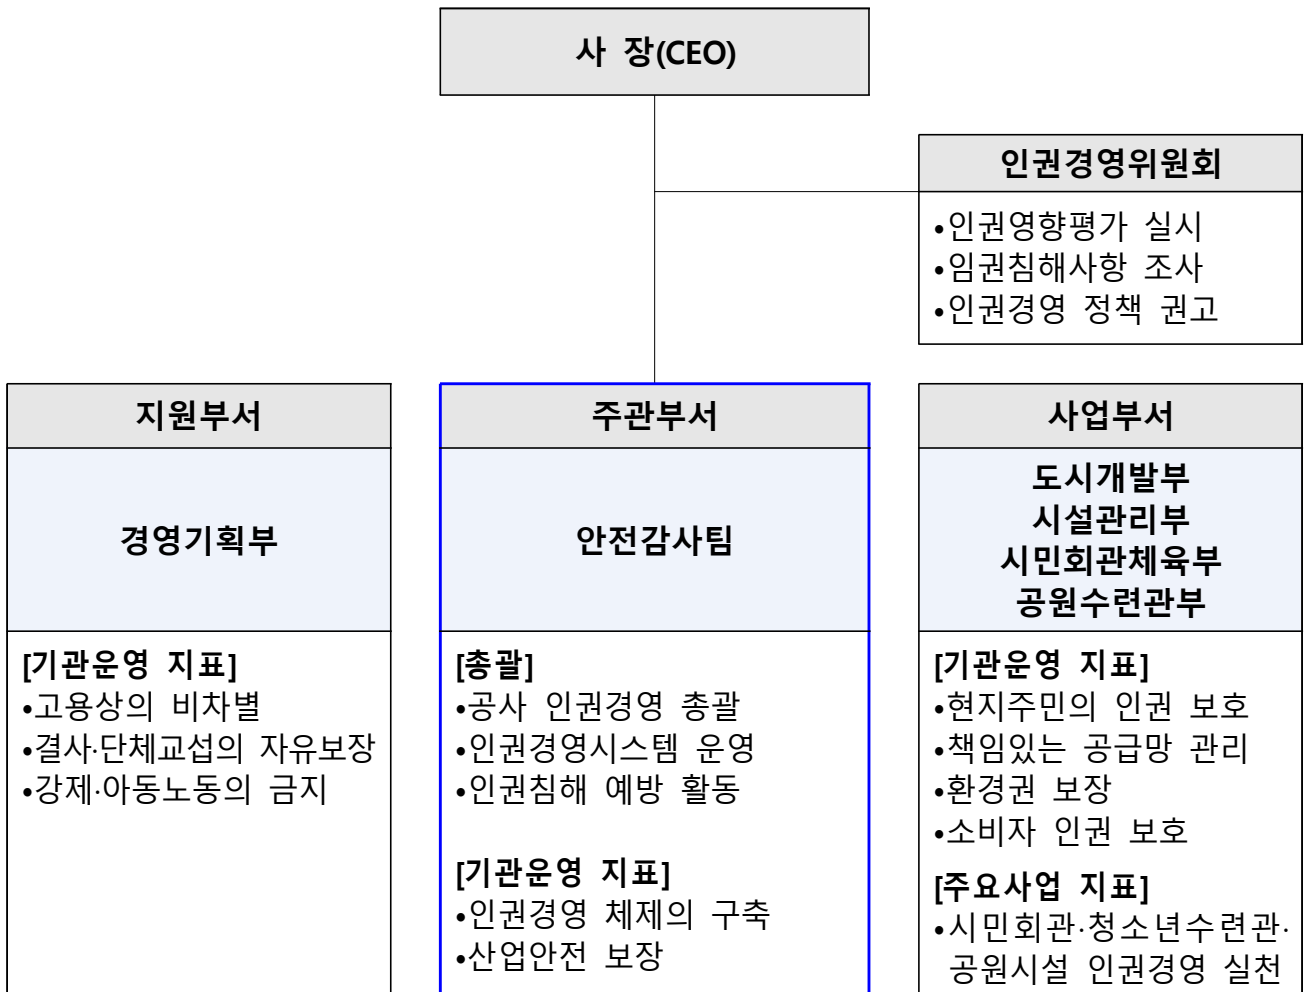 사 장(CEO)
인권경영위원회
•인권영향평가 실시
•임권침해사항 조사
•인권경영 정책 권고
지원부서
경영기획부
[기관운영 지표]
•고용상의 비차별
•결사·단체교섭의 자유보장
•강제·아동노동의 금지
주관부서
안전감사팀
[총괄]
•공사 인권경영 총괄
•인권경영시스템 운영
•인권침해 예방 활동
[기관운영 지표]
•인권경영 체제의 구축
•산업안전 보장
사업부서
도시개발부
시설관리부
시민회관체육부
공원수련관부
[기관운영 지표]
•현지주민의 인권 보호
•책임있는 공급망 관리
•환경권 보장
•소비자 인권 보호
[주요사업 지표]
•시민회관·청소년수련관·
공원시설 인권경영 실천